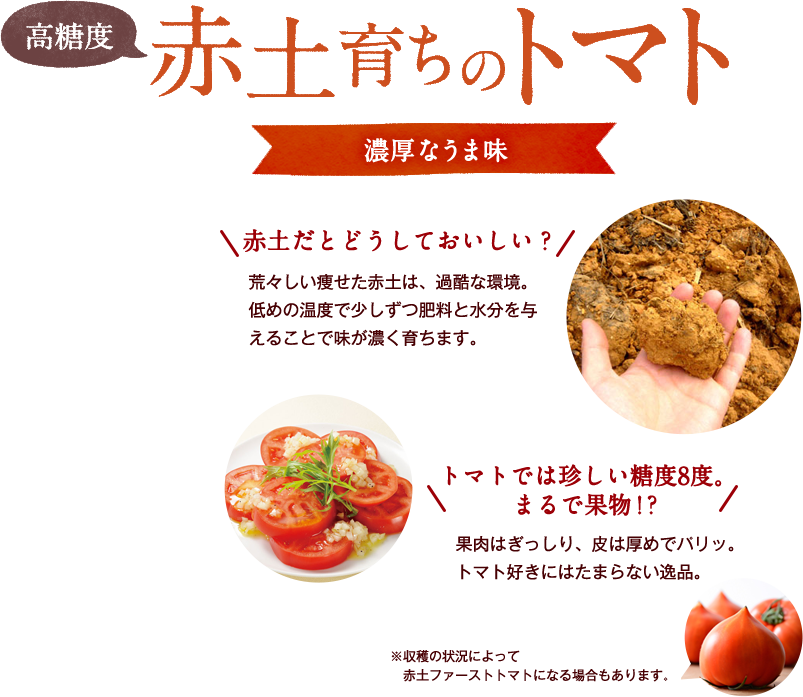 高糖度
赤土育ちのトマト
濃厚なうま味
赤土だとどうしておいしい?
荒々しい痩せた赤土は、過酷な環境。
低めの温度で少しずつ肥料と水分を与
えることで味が濃く育ちます。
トマトでは珍しい糖度8度。
まるで果物!?
果肉はぎっしり、皮は厚めでバリッ。
トマト好きにはたまらない逸品。
※収穫の状況によって
赤土ファーストトマトになる場合もあります。